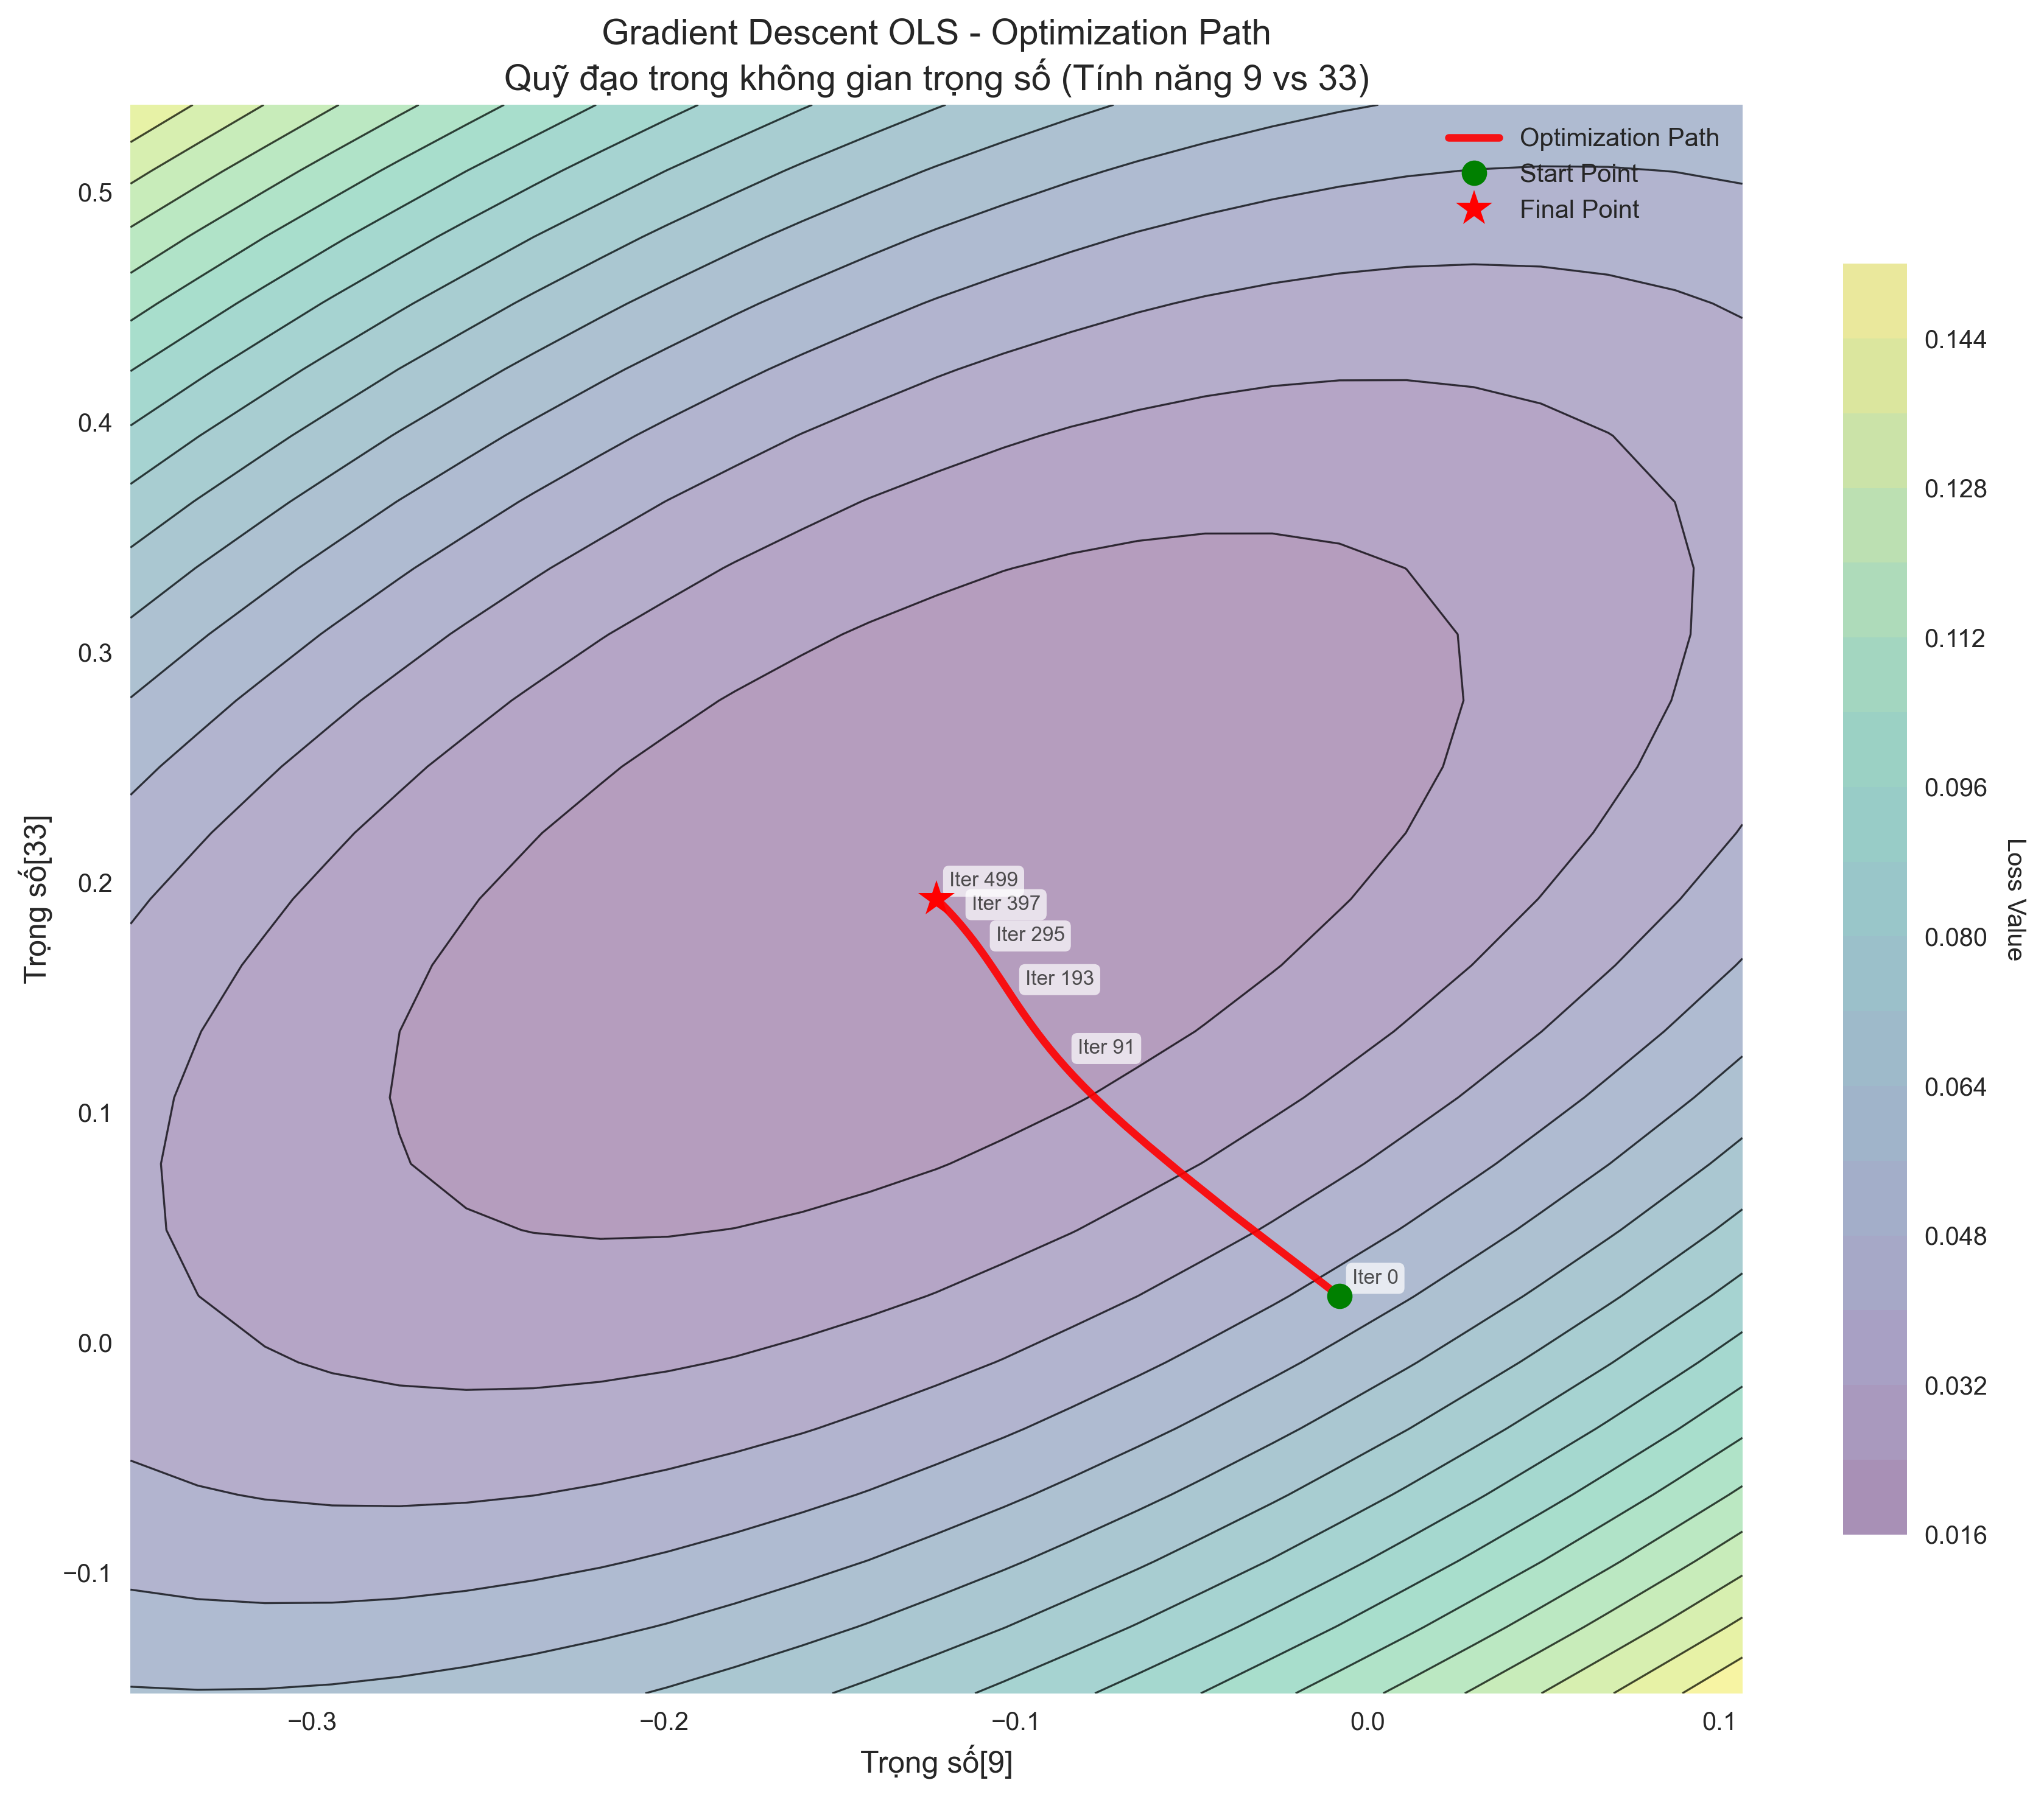 Gradient Descent OLS - Optimization Path
Quỹ đạo trong không gian trọng số (Tính năng 9 vs 33)
Optimization Path
Start Point
Final Point
0.5
0.4
0.3
0.2
0.1
0.0
−0.1
Trọng số[33]
Iter 499
Iter 397
Iter 295
Iter 193
Iter 91
Iter 0
−0.3
−0.2
−0.1
0.0
0.1
Trọng số[9]
0.144
0.128
0.112
0.096
0.080
0.064
0.048
0.032
0.016
Loss Value